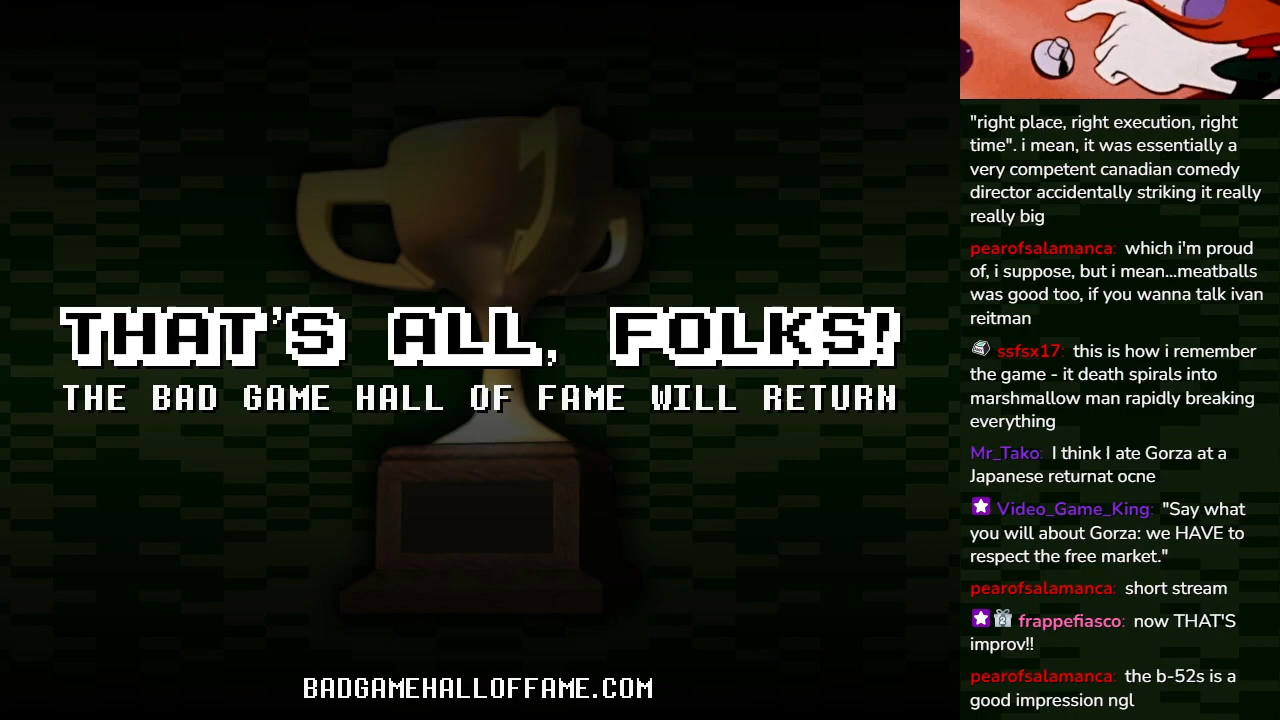 THAT'S ALL, FOLKS!
THE BAD GAME HALL OF FAME WILL RETURN
BADGAMEHALLOFFAME.COM
"right place, right execution, right
time". i mean, it was essentially a
very competent canadian comedy
director accidentally striking it really
really big
pearofsalamanca: which i'm proud
of, i suppose, but i mean...meatballs
was good too, if you wanna talk ivan
reitman
ssfsx17: this is how i remember
the game - it death spirals into
marshmallow man rapidly breaking
everything
Mr_Tako: I think I ate Gorza at a
Japanese returnat ocne
Video_Game_King: "Say what
you will about Gorza: we HAVE to
respect the free market."
pearofsalamanca: short stream
2 frappefiasco: now THAT'S
improv!!
pearofsalamanca: the b-52s is a
good impression ngl